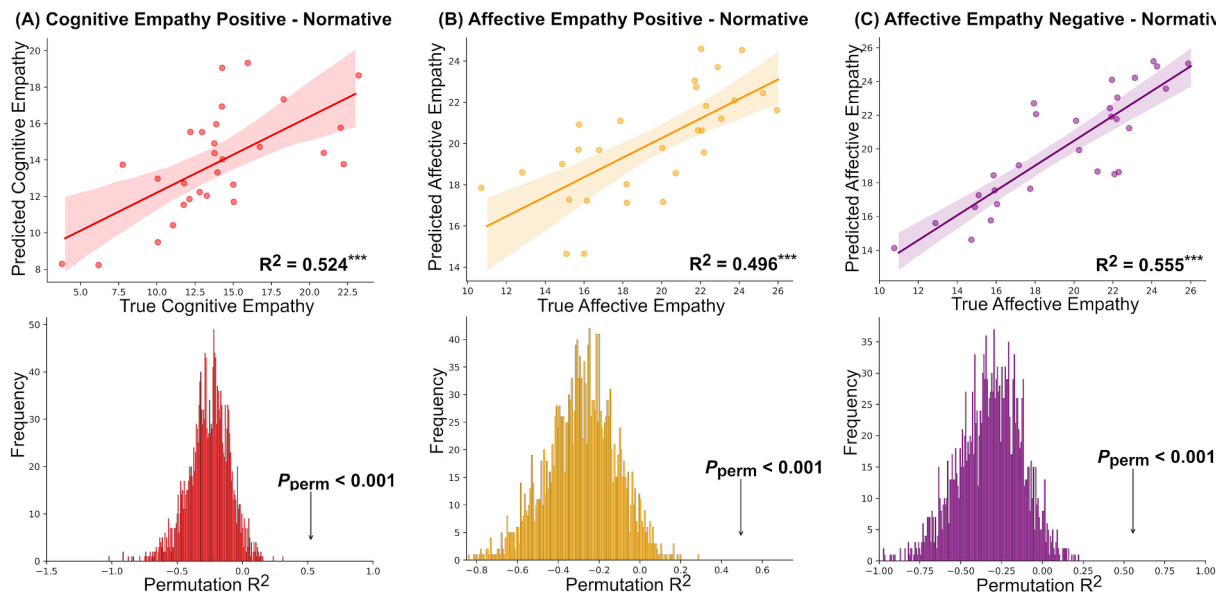 (A) Cognitive Empathy Positive - Normative
(B) Affective Empathy Positive - Normative
(C) Affective Empathy Negative - Normativ
Predicted Cognitive Empathy
20
18
16
14
12
10
8
R² = 0.524***
5.0 7.5 10.0 12.5 15.0 17.5 20.0 22.5
True Cognitive Empathy
Predicted Affective Empathy
26
24
22
20
18
16
14
R² = 0.496***
10 12 14 16 18 20 22 24 26
True Affective Empathy
Predicted Affective Empathy
26
24
22
20
18
16
14
R² = 0.555***
10 12 14 16 18 20 22 24 26
True Affective Empathy
Frequency
50
40
30
20
10
0
Pperm < 0.001
−1.5 −1.0 −0.5 0.0 0.5 1.0
Permutation R²
Frequency
40
35
30
25
20
15
10
5
0
Pperm < 0.001
−0.8 −0.6 −0.4 −0.2 0.0 0.2 0.4 0.6
Permutation R²
Frequency
35
30
25
20
15
10
5
0
Pperm < 0.001
−1.00 −0.75 −0.50 −0.25 0.00 0.25 0.50 0.75 1.00
Permutation R²